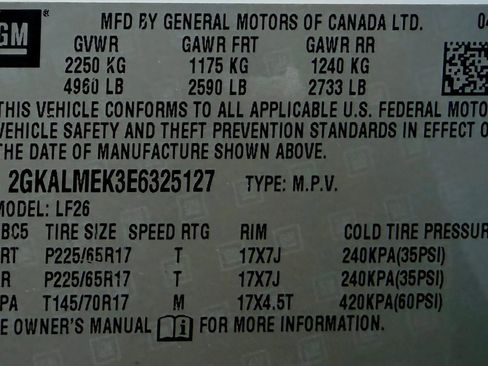 GM ® MFD BY GENERAL MOTORS OF CANADA LTD. 04
GVWR GAWR FRT GAWR RR
2250 KG 1175 KG 1240 KG
4960 LB 2590 LB 2733 LB
THIS VEHICLE CONFORMS TO ALL APPLICABLE U.S. FEDERAL MOTO
VEHICLE SAFETY AND THEFT PREVENTION STANDARDS IN EFFECT O
THE DATE OF MANUFACTURE SHOWN ABOVE.
2GKALMEK3E6325127 TYPE: M.P.V.
MODEL: LF26
BC5 TIRE SIZE SPEED RTG RIM COLD TIRE PRESSUR
RT P225/65R17 T 17X7J 240KPA(35PSI)
R P225/65R17 T 17X7J 240KPA(35PSI)
PA T145/70R17 M 17X4.5T 420KPA(60PSI)
E OWNER'S MANUAL i FOR MORE INFORMATION.